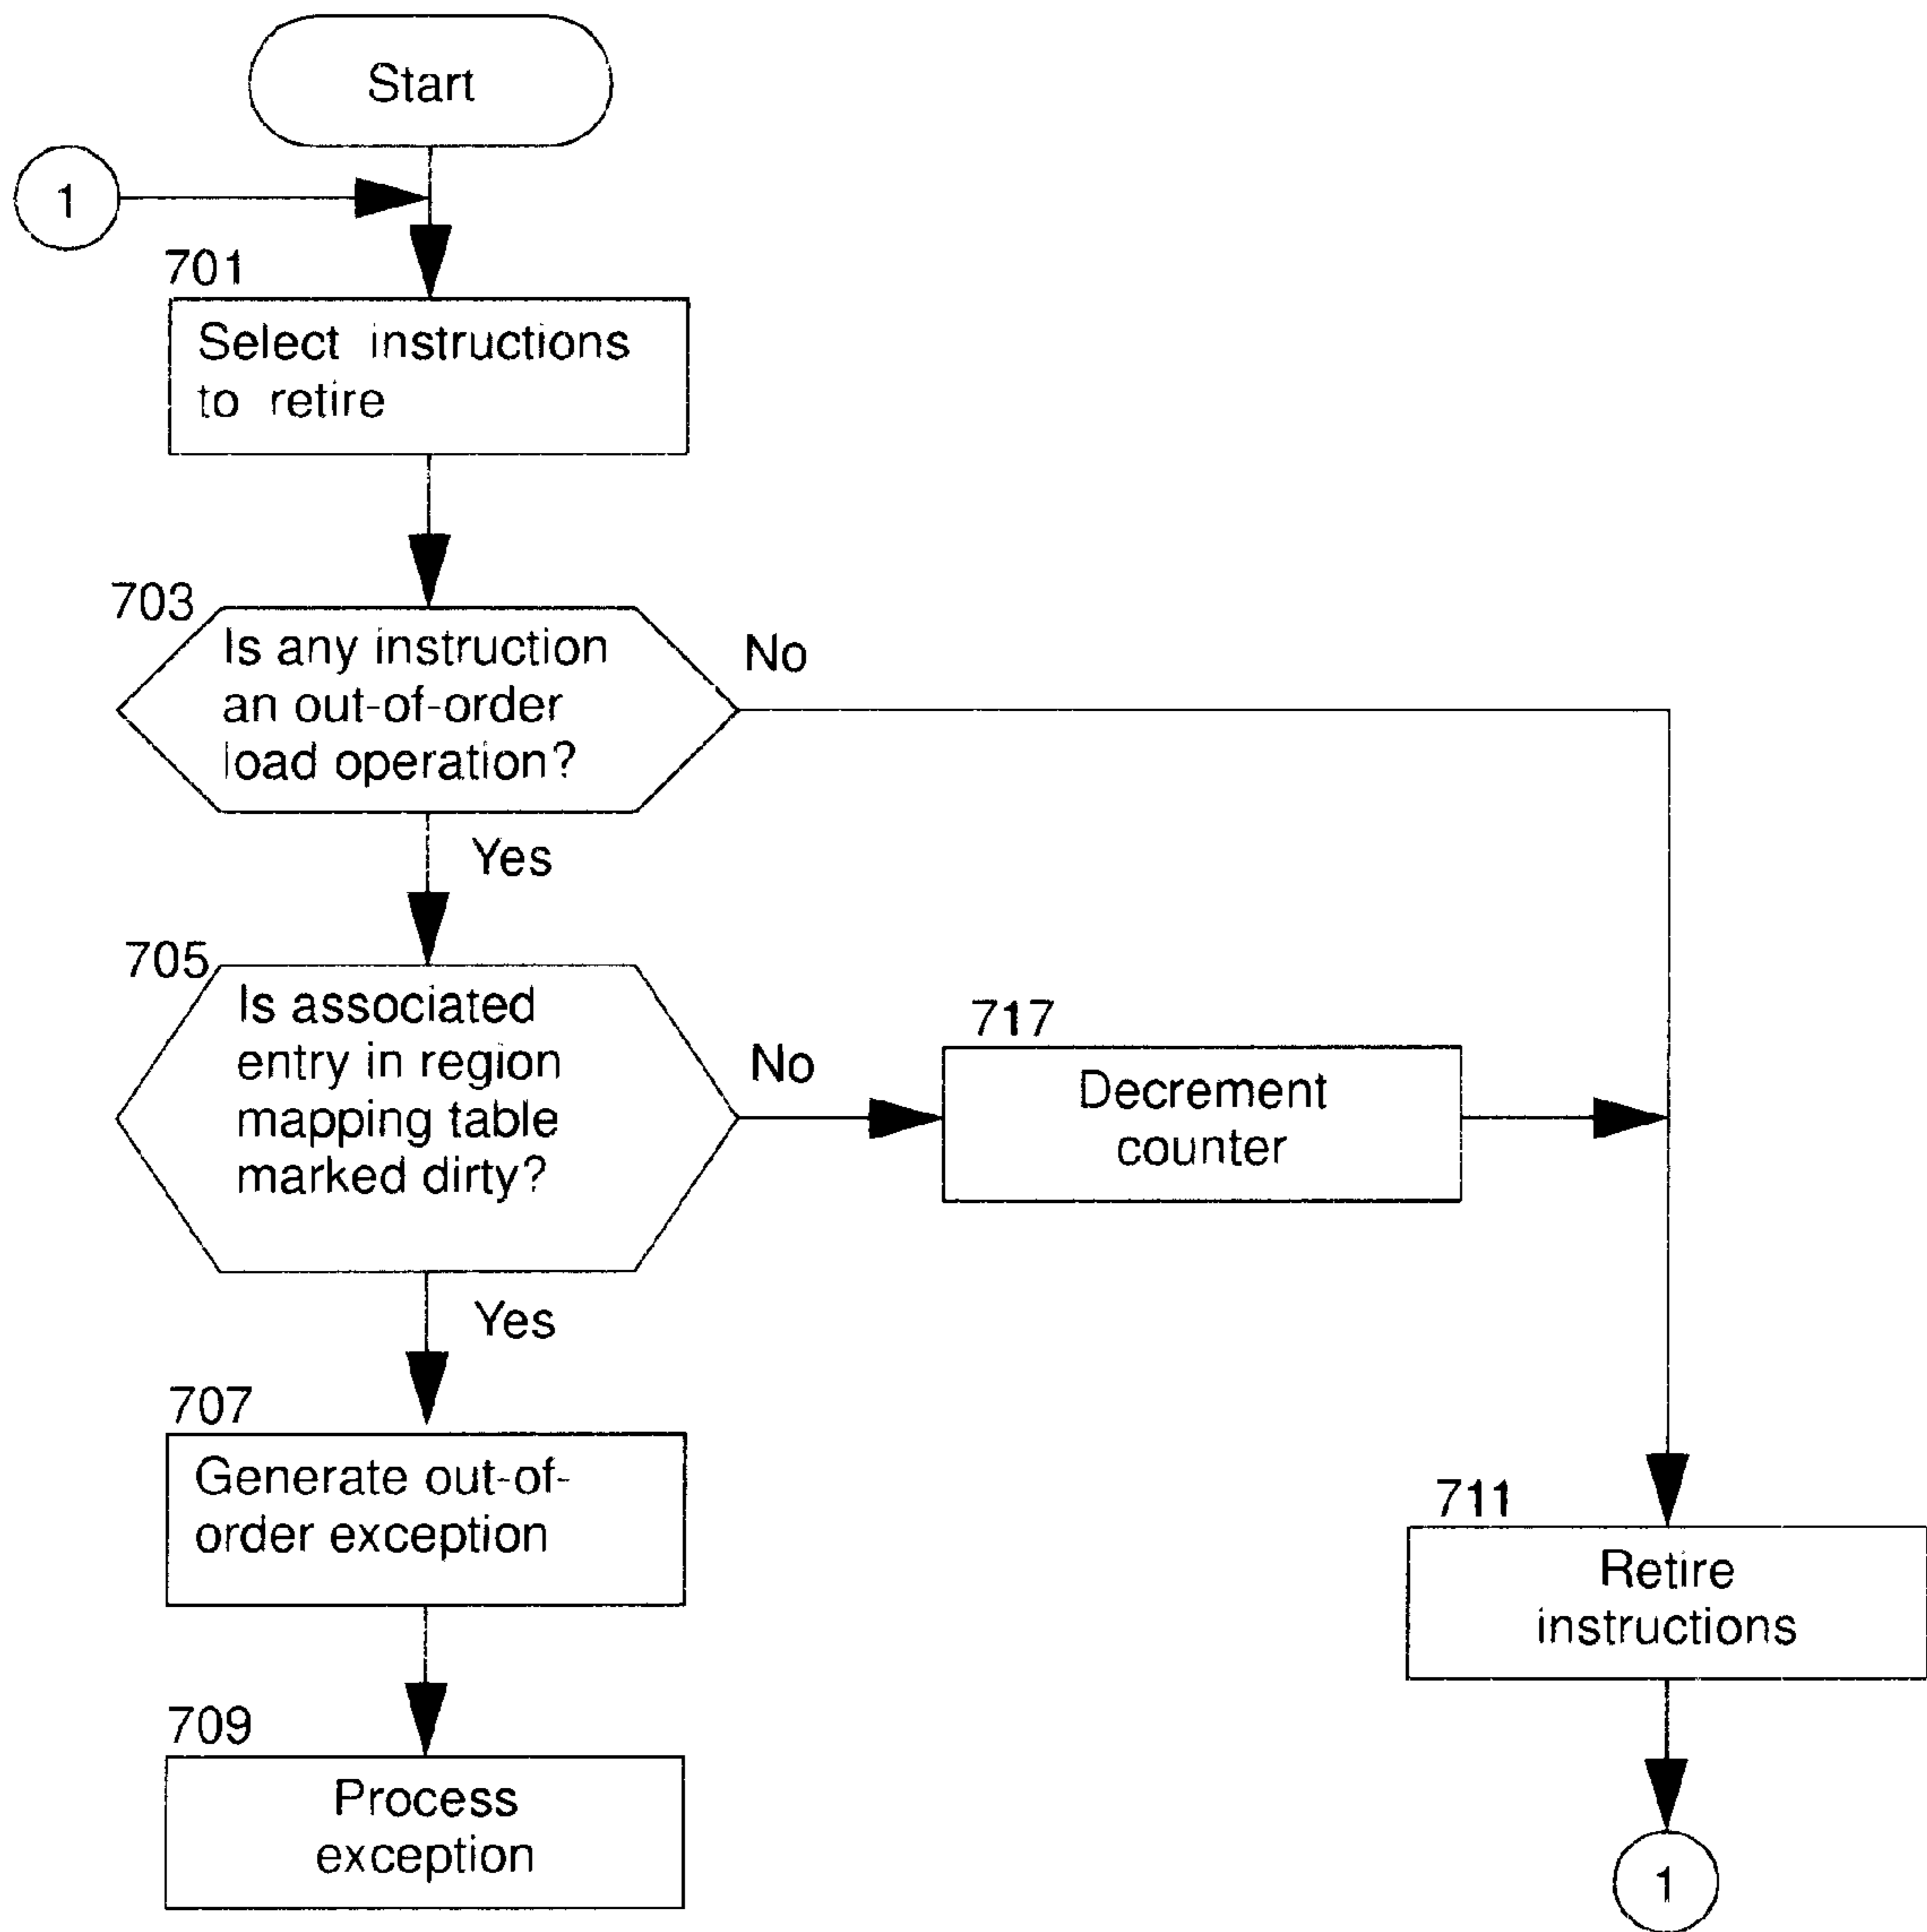 Start
1
701
Select instructions
to retire
703
Is any instruction
an out-of-order
load operation?
No
Yes
705
Is associated
entry in region
mapping table
marked dirty?
No
717
Decrement
counter
Yes
707
Generate out-of-
order exception
711
Retire
instructions
709
Process
exception
1